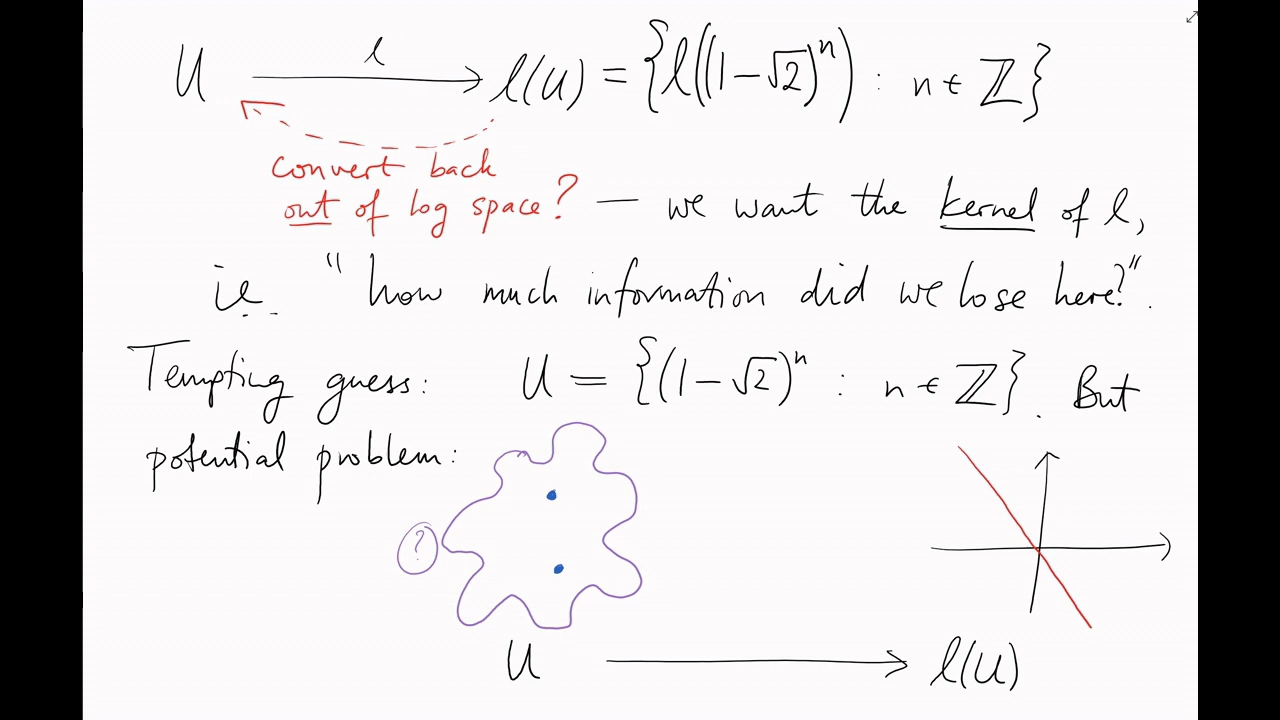 U ⟶ l(U) = {l((1-√2)ⁿ) : n ∈ ℤ}
l
convert back
out of log space? — we want the kernel of l,
ie. "how much information did we lose here?".
Tempting guess: U = {(1-√2)ⁿ : n ∈ ℤ}. But
potential problem:
?
U ⟶ l(U)